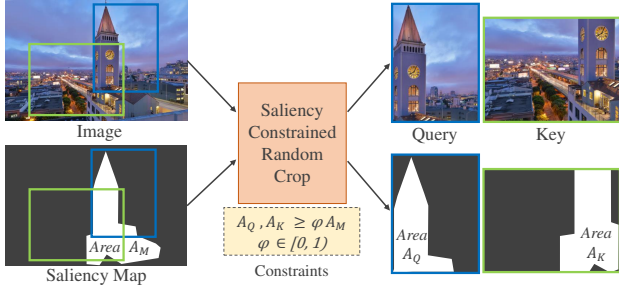 Image
Saliency
Constrained
Random
Crop
Query
Key
Area A_M
Saliency Map
A_Q , A_K ≥ φ A_M
φ ∈ [0, 1)
Constraints
Area
A_Q
Area
A_K